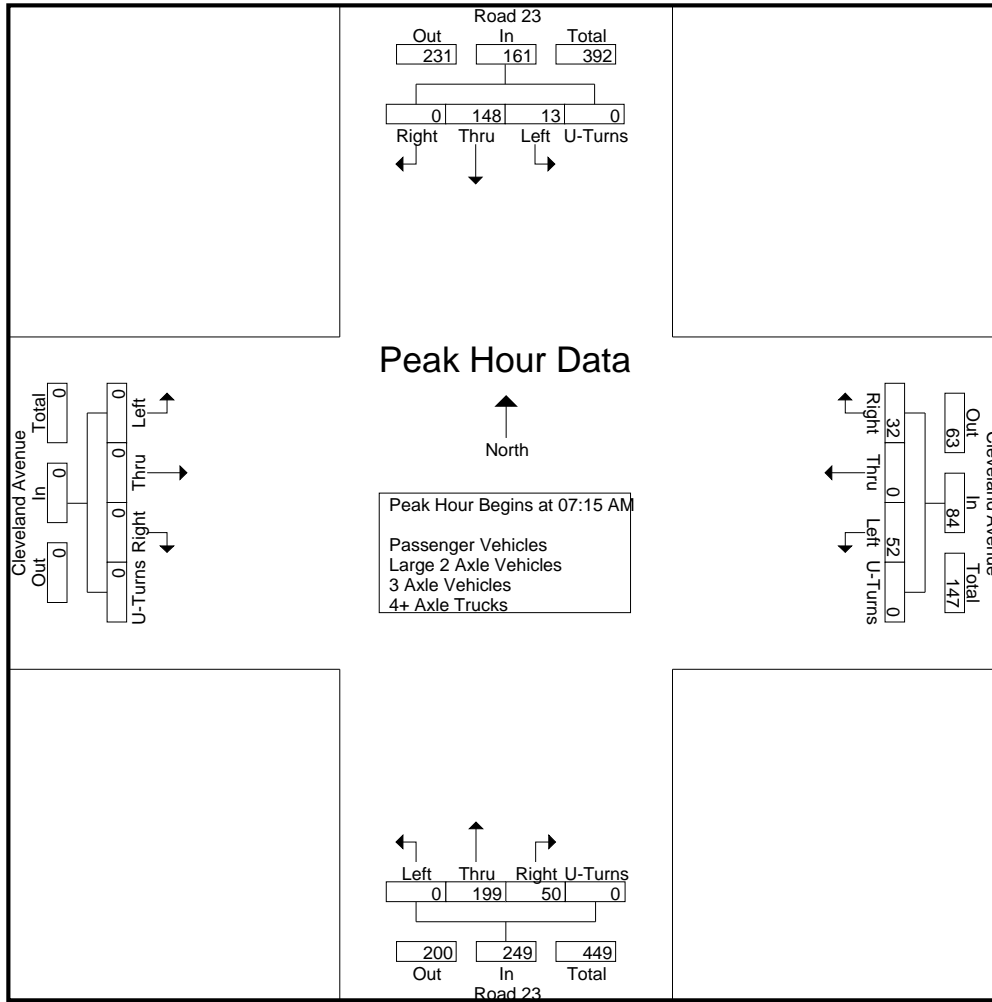 Road 23
Out In Total
231 161 392
0 148 13 0
Right Thru Left U-Turns
Peak Hour Data
North
Peak Hour Begins at 07:15 AM
Passenger Vehicles
Large 2 Axle Vehicles
3 Axle Vehicles
4+ Axle Trucks
Cleveland Avenue
Out In Total
0 0 0
0 0 0 0
U-Turns Right Thru Left
Cleveland Avenue
Out In Total
63 84 147
32 0 52 0
Right Thru Left U-Turns
Left Thru Right U-Turns
0 199 50 0
200 249 449
Out In Total
Road 23